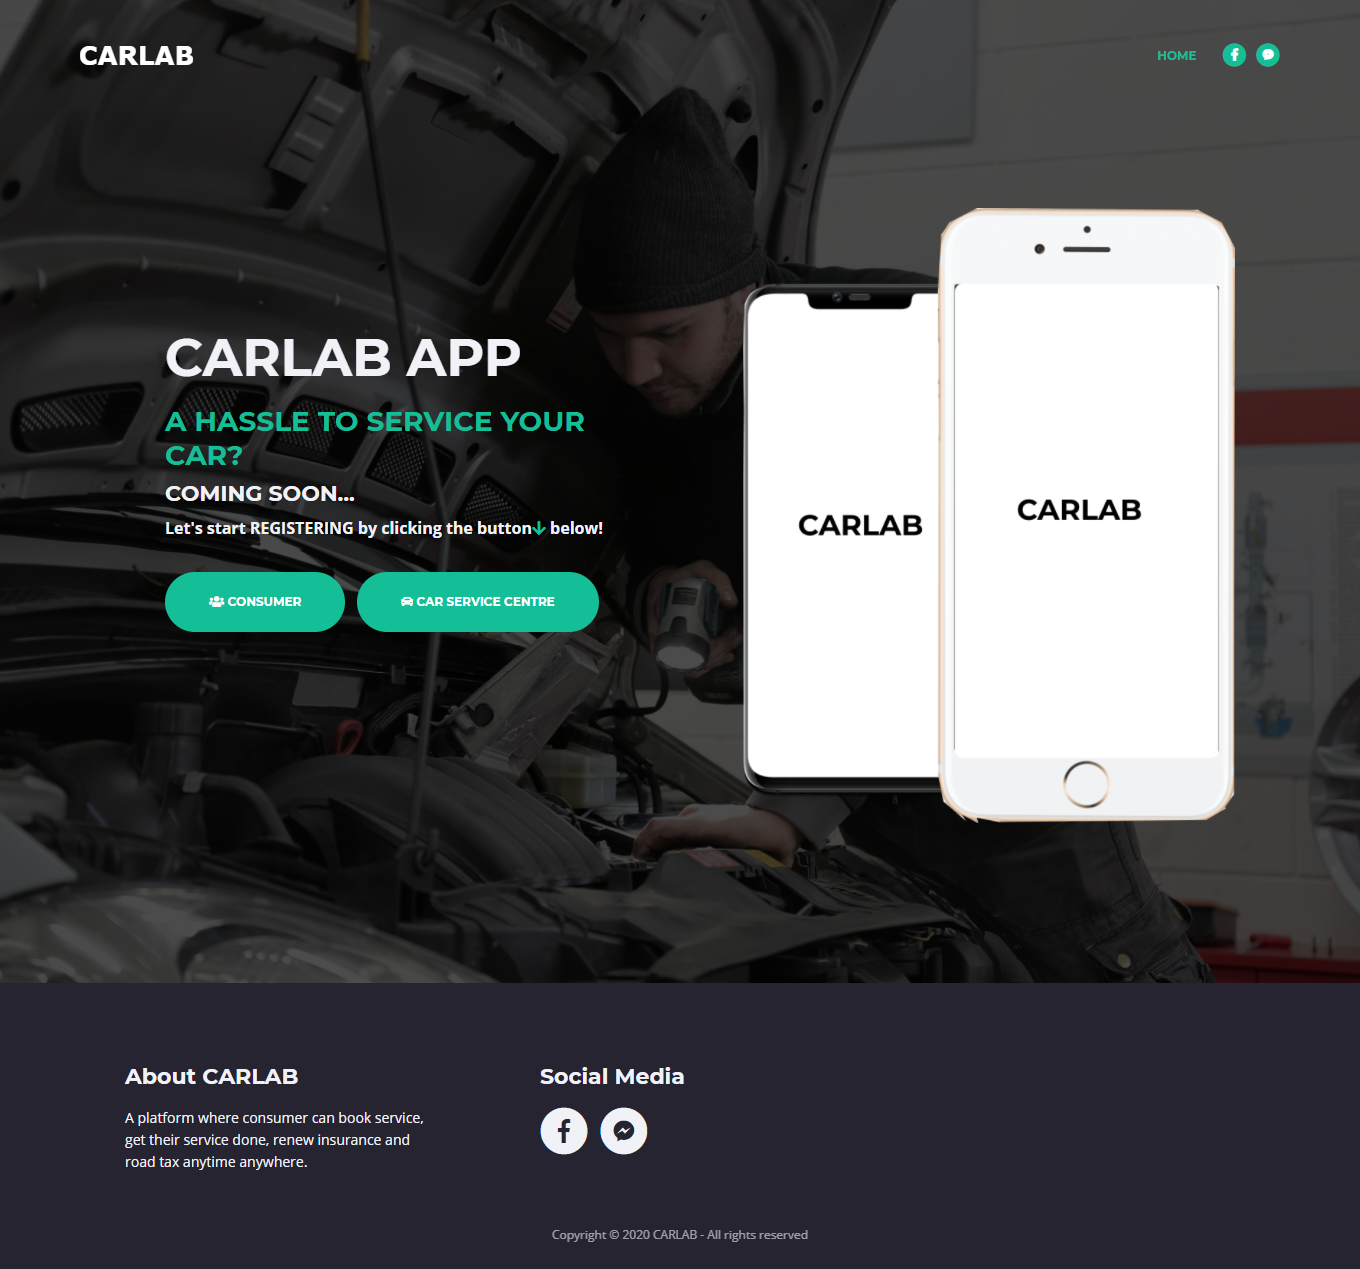 CARLAB
HOME
CARLAB APP
A HASSLE TO SERVICE YOUR
CAR?
COMING SOON...
Let's start REGISTERING by clicking the button below!
CONSUMER
CAR SERVICE CENTRE
CARLAB
CARLAB
About CARLAB
A platform where consumer can book service,
get their service done, renew insurance and
road tax anytime anywhere.
Social Media
Copyright © 2020 CARLAB - All rights reserved